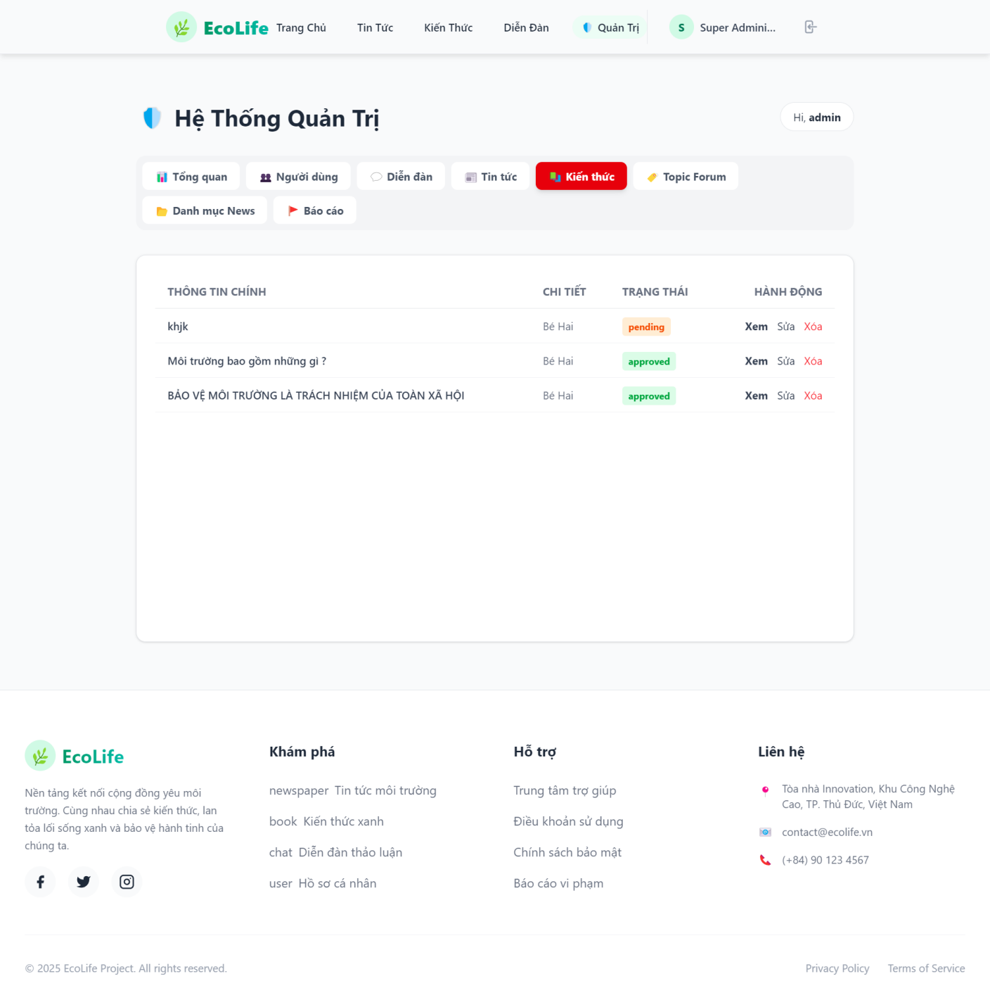 EcoLife Trang Chủ Tin Tức Kiến Thức Diễn Đàn Quản Trị S Super Admini...
Hệ Thống Quản Trị
Hi, admin
Tổng quan Người dùng Diễn đàn Tin tức Kiến thức Topic Forum
Danh mục News Báo cáo
THÔNG TIN CHÍNH CHI TIẾT TRẠNG THÁI HÀNH ĐỘNG
khjk Bé Hai pending Xem Sửa Xóa
Môi trường bao gồm những gì ? Bé Hai approved Xem Sửa Xóa
BẢO VỆ MÔI TRƯỜNG LÀ TRÁCH NHIỆM CỦA TOÀN XÃ HỘI Bé Hai approved Xem Sửa Xóa
EcoLife
Nền tảng kết nối cộng đồng yêu môi
trường. Cùng nhau chia sẻ kiến thức, lan
tỏa lối sống xanh và bảo vệ hành tinh của
chúng ta.
Khám phá
newspaper Tin tức môi trường
book Kiến thức xanh
chat Diễn đàn thảo luận
user Hồ sơ cá nhân
Hỗ trợ
Trung tâm trợ giúp
Điều khoản sử dụng
Chính sách bảo mật
Báo cáo vi phạm
Liên hệ
Tòa nhà Innovation, Khu Công Nghệ
Cao, TP. Thủ Đức, Việt Nam
contact@ecolife.vn
(+84) 90 123 4567
© 2025 EcoLife Project. All rights reserved.
Privacy Policy Terms of Service